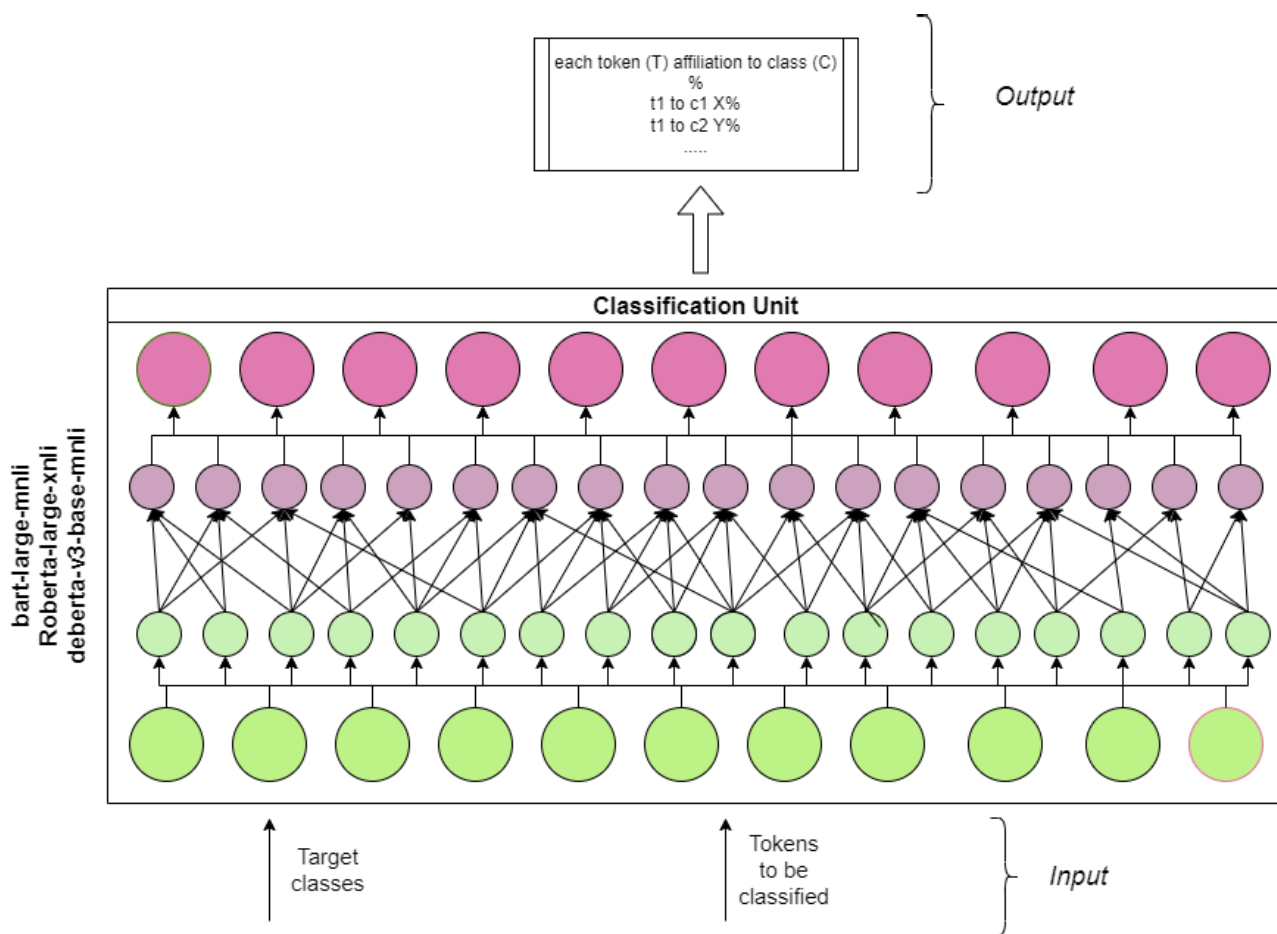 each token (T) affiliation to class (C)
%
t1 to c1 X%
t1 to c2 Y%
.....
Output
Classification Unit
bart-large-mnli
Roberta-large-xnli
deberta-v3-base-mnli
Target
classes
Tokens
to be
classified
Input